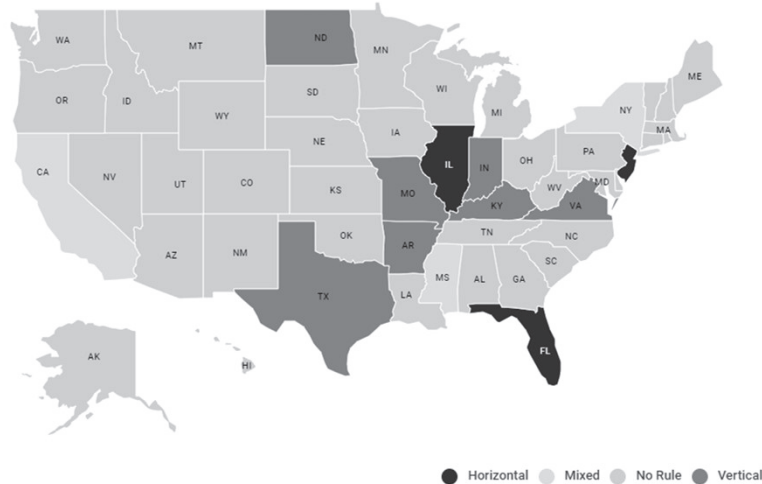 WA
MT
ND
MN
ME
OR
ID
SD
WI
MI
NY
WY
MA
IA
NE
PA
IL
IN
OH
CA
NV
UT
CO
WV
MD
KS
MO
KY
VA
TN
NC
OK
AZ
NM
AR
SC
MS
AL
GA
TX
LA
FL
AK
HI
Horizontal Mixed No Rule Vertical